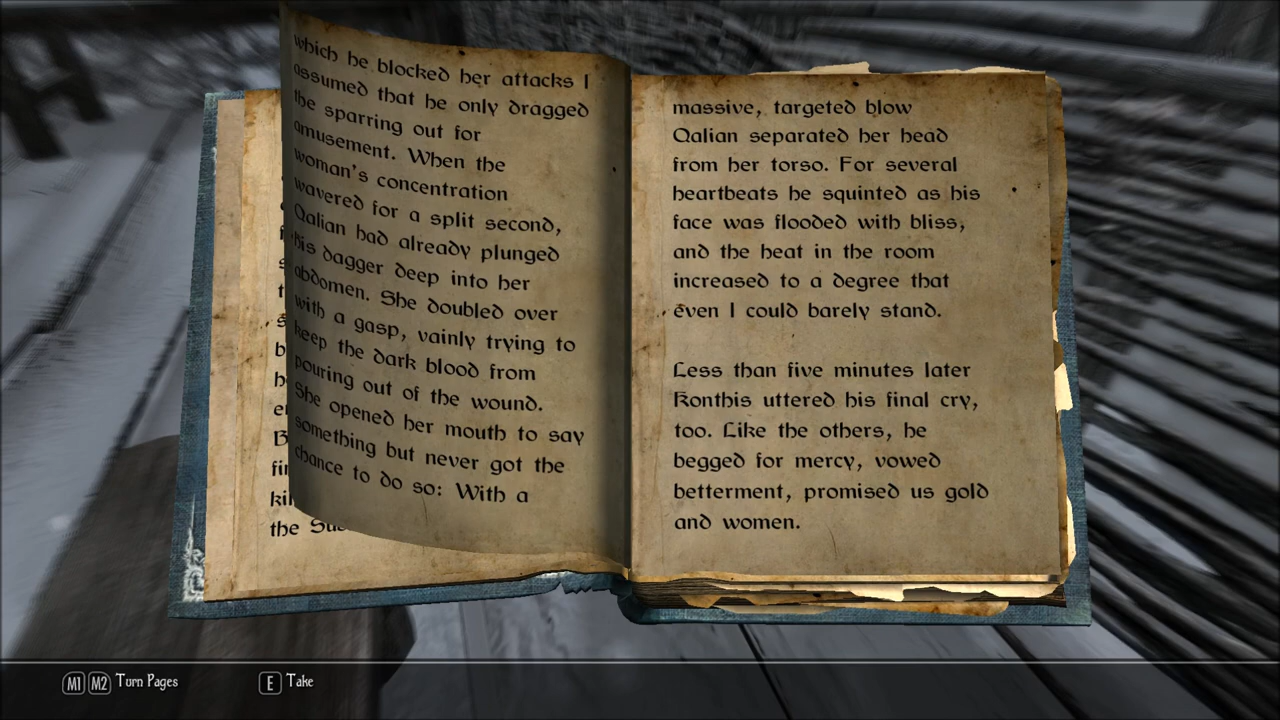 which he blocked her attacks I
assumed that he only dragged
the sparring out for
amusement. When the
woman's concentration
wavered for a split second,
Qalian had already plunged
his dagger deep into her
abdomen. She doubled over
with a gasp, vainly trying to
keep the dark blood from
pouring out of the wound.
She opened her mouth to say
something but never got the
chance to do so: With a
the
massive, targeted blow
Qalian separated her head
from her torso. For several
heartbeats he squinted as his
face was flooded with bliss,
and the heat in the room
increased to a degree that
even I could barely stand.
Less than five minutes later
Konthis uttered his final cry,
too. Like the others, he
begged for mercy, vowed
betterment, promised us gold
and women.
M1 M2 Turn Pages
E Take